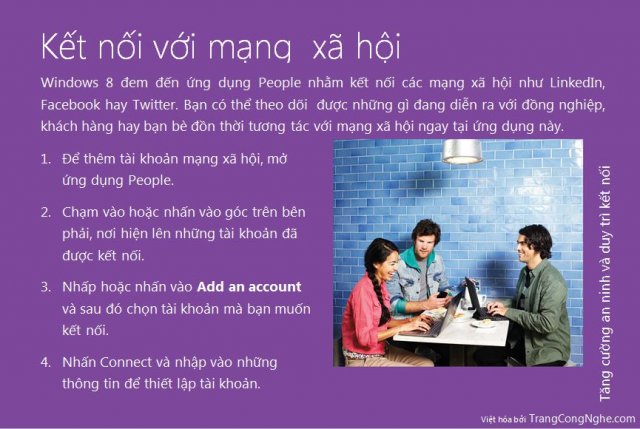 Kết nối với mạng xã hội
Windows 8 đem đến ứng dụng People nhằm kết nối các mạng xã hội như LinkedIn,
Facebook hay Twitter. Bạn có thể theo dõi được những gì đang diễn ra với đồng nghiệp,
khách hàng hay bạn bè đồn thời tương tác với mạng xã hội ngay tại ứng dụng này.
1. Để thêm tài khoản mạng xã hội, mở
ứng dụng People.
2. Chạm vào hoặc nhấn vào góc trên bên
phải, nơi hiện lên những tài khoản đã
được kết nối.
3. Nhấp hoặc nhấn vào Add an account
và sau đó chọn tài khoản mà bạn muốn
kết nối.
4. Nhấn Connect và nhập vào những
thông tin để thiết lập tài khoản.
Tăng cường an ninh và duy trì kết nối
Việt hóa bởi TrangCongNghe.com